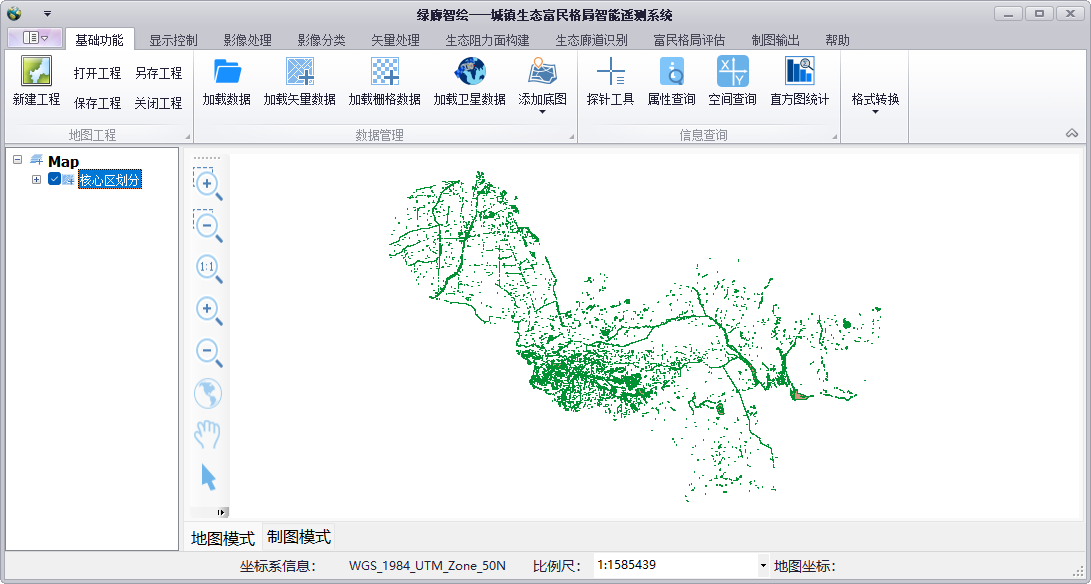 绿廊智绘——城镇生态富民格局智能遥测系统
基础功能 显示控制 影像处理 影像分类 矢量处理 生态阻力面构建 生态廊道识别 富民格局评估 制图输出 帮助
新建工程 打开工程 另存工程 保存工程 关闭工程
加载数据 加载矢量数据 加载栅格数据 加载卫星数据 添加底图
探针工具 属性查询 空间查询 直方图统计
格式转换
地图工程 数据管理 信息查询
Map
核心区划分
1:1
地图模式 制图模式
坐标系信息: WGS_1984_UTM_Zone_50N 比例尺: 1:1585439 地图坐标: